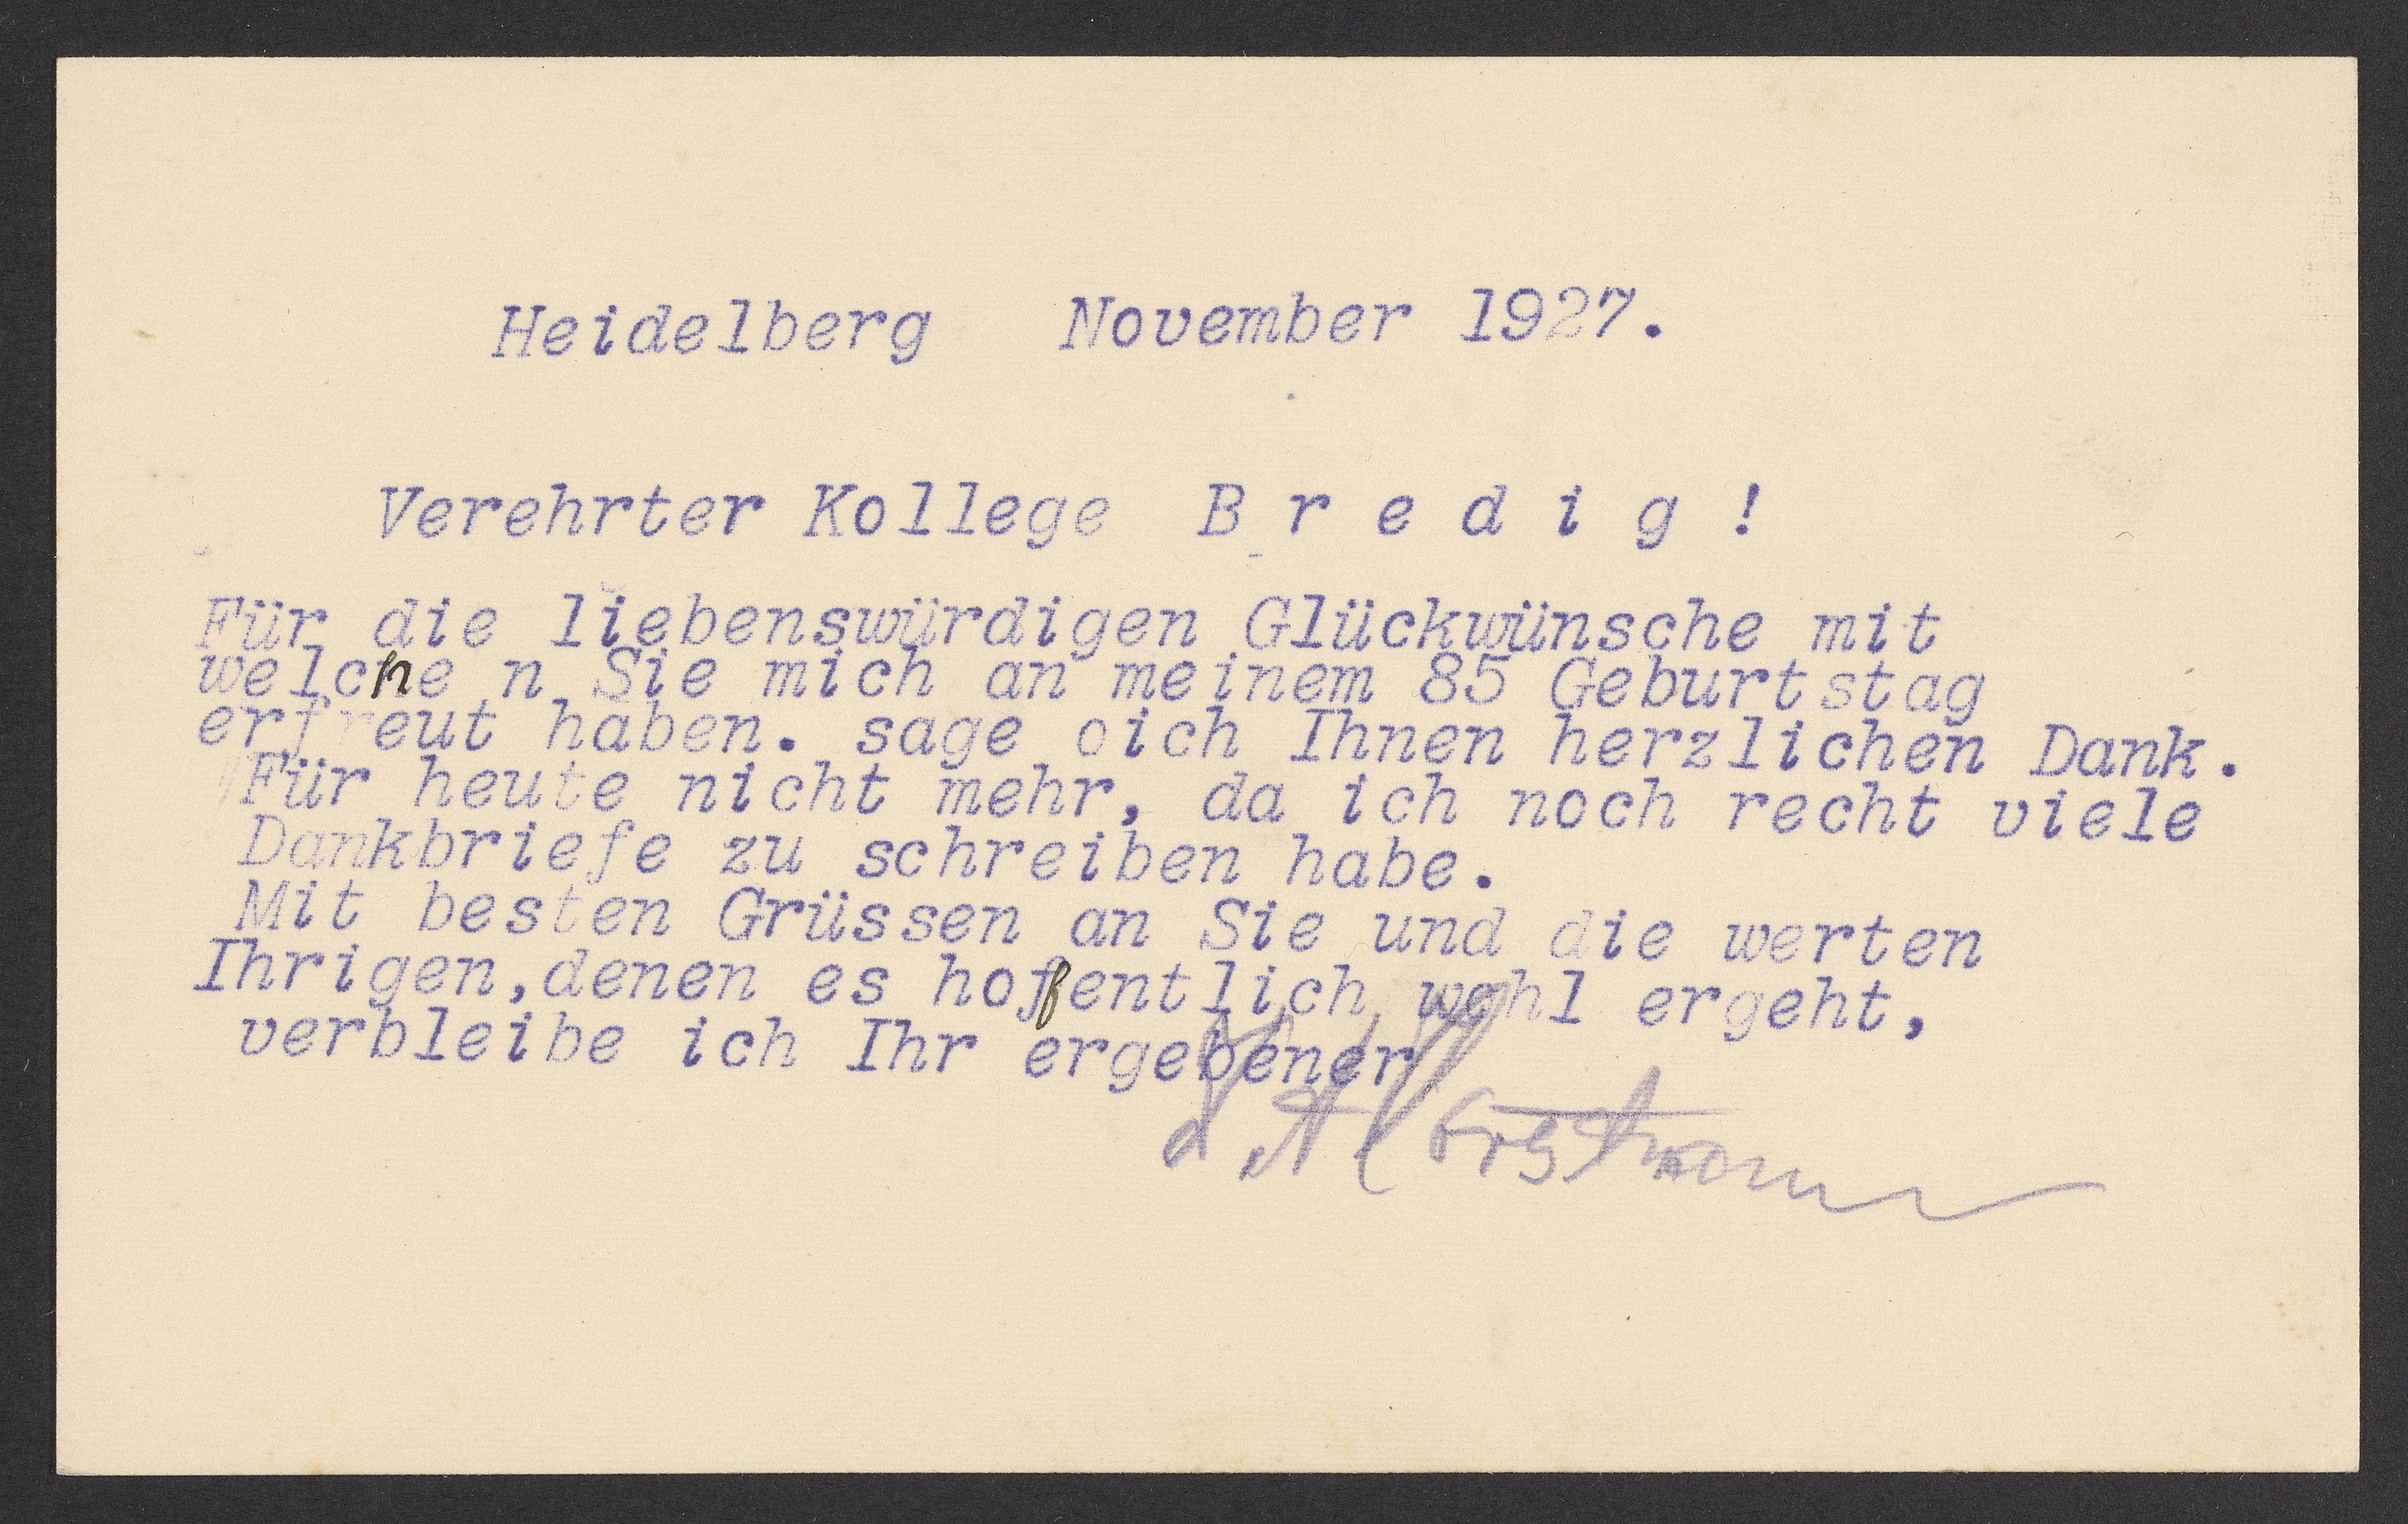 Heidelberg November 1927.
Verehrter Kollege B r e d i g !
Für die liebenswürdigen Glückwünsche mit
welche n Sie mich an meinem 85 Geburtstag
erfreut haben. sage oich Ihnen herzlichen Dank.
Für heute nicht mehr, da ich noch recht viele
Dankbriefe zu schreiben habe.
Mit besten Grüssen an Sie und die werten
Ihrigen,denen es hoffentlich wohl ergeht,
verbleibe ich Ihr ergebener